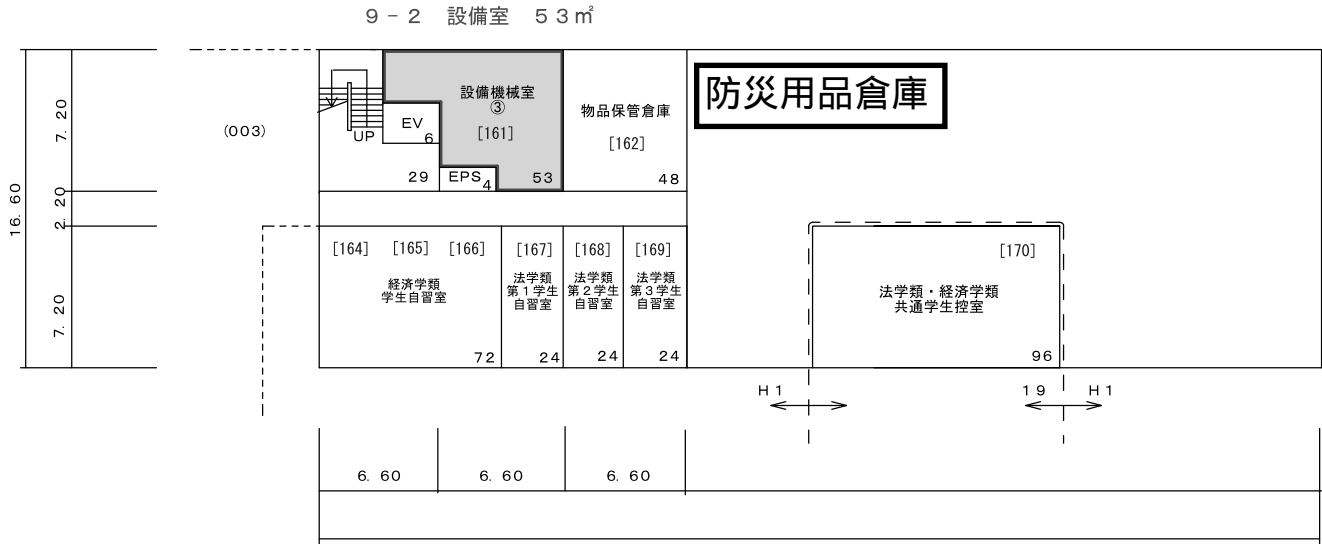 ９－２　設備室　５３㎡
防災用品倉庫
設備機械室
③
[161]
53
物品保管倉庫
[162]
48
UP
EV
6
29
EPS
4
(003)
7. 20
2. 20
7. 20
16. 60
[164] [165] [166]
経済学類
学生自習室
72
[167]
法学類
第１学生
自習室
24
[168]
法学類
第２学生
自習室
24
[169]
法学類
第３学生
自習室
24
[170]
法学類・経済学類
共通学生控室
96
H1
19
H1
6. 60
6. 60
6. 60